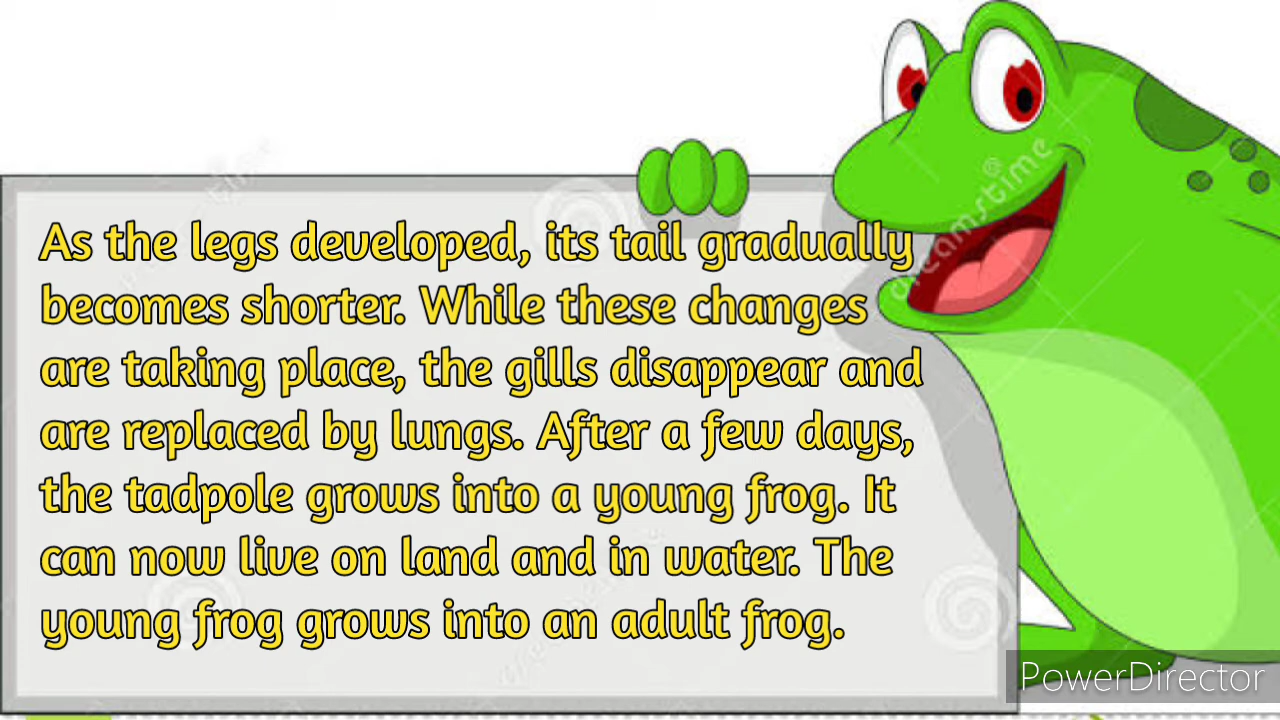 As the legs developed, its tail gradually
becomes shorter. While these changes
are taking place, the gills disappear and
are replaced by lungs. After a few days,
the tadpole grows into a young frog. It
can now live on land and in water. The
young frog grows into an adult frog.
dreamstime
PowerDirector